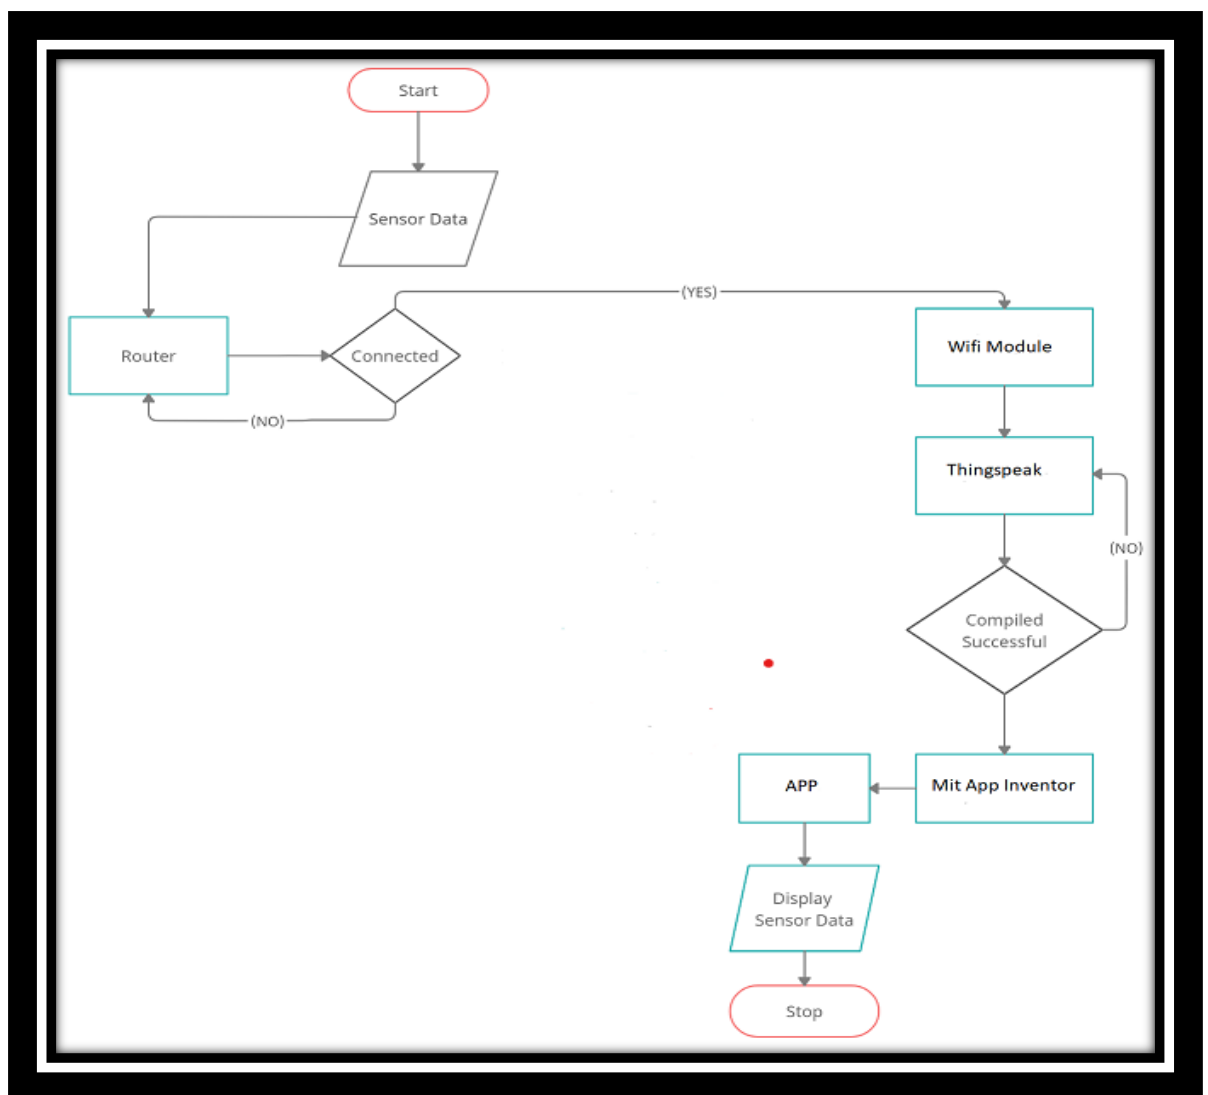 Start
Sensor Data
(YES)
Router
Connected
Wifi Module
(NO)
Thingspeak
(NO)
Compiled
Successful
APP
Mit App Inventor
Display
Sensor Data
Stop